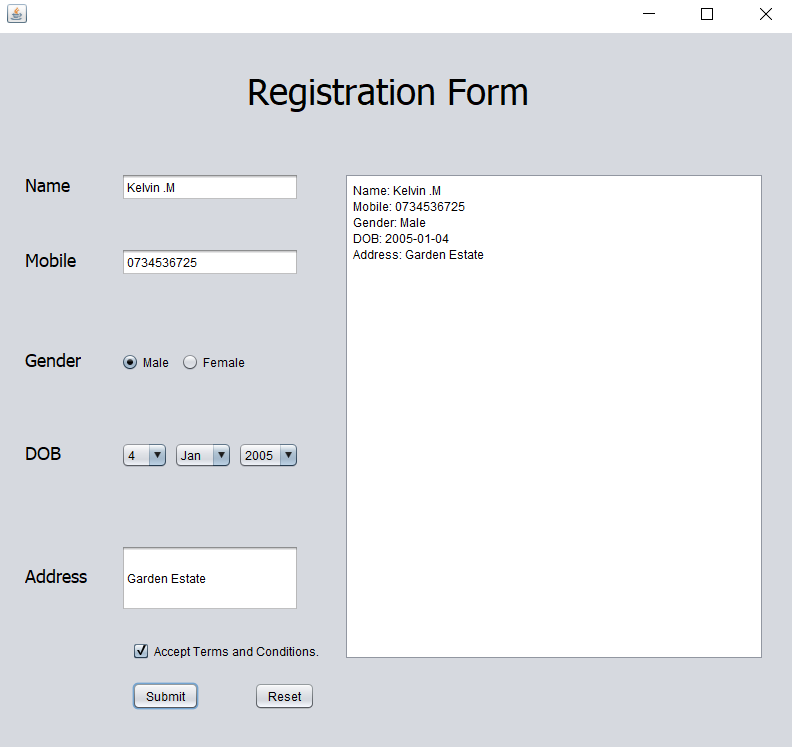 Registration Form
Name
Kelvin .M
Mobile
0734536725
Gender
Male
Female
DOB
4
Jan
2005
Address
Garden Estate
Accept Terms and Conditions.
Submit
Reset
Name: Kelvin .M
Mobile: 0734536725
Gender: Male
DOB: 2005-01-04
Address: Garden Estate